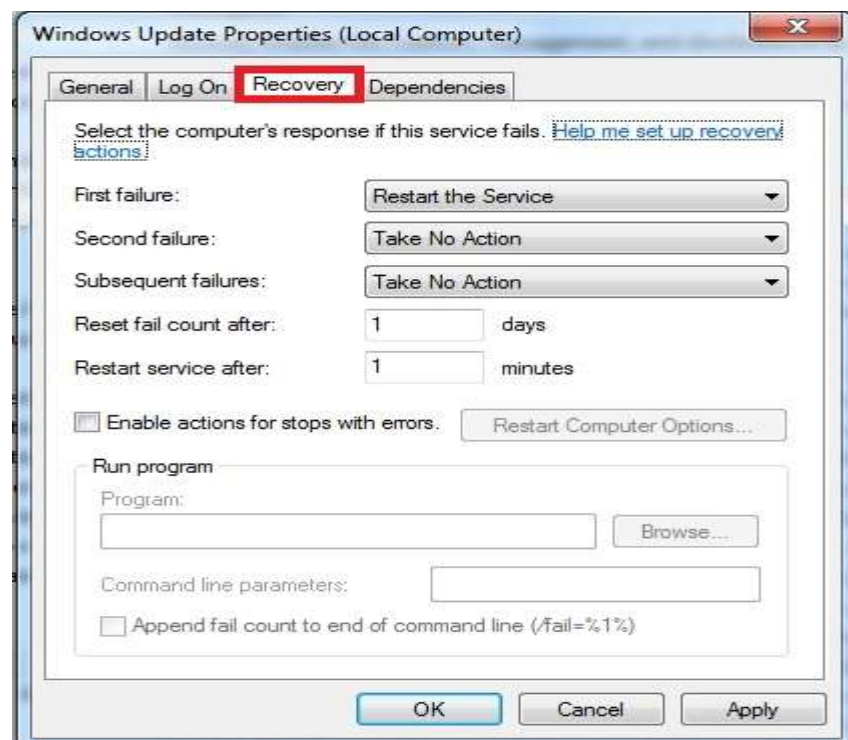 Windows Update Properties (Local Computer)
General Log On Recovery Dependencies
Select the computer's response if this service fails. Help me set up recovery
actions.
First failure: Restart the Service
Second failure: Take No Action
Subsequent failures: Take No Action
Reset fail count after: 1 days
Restart service after: 1 minutes
Enable actions for stops with errors. Restart Computer Options...
Run program
Program:
Browse...
Command line parameters:
Append fail count to end of command line (/fail=%1%)
OK Cancel Apply